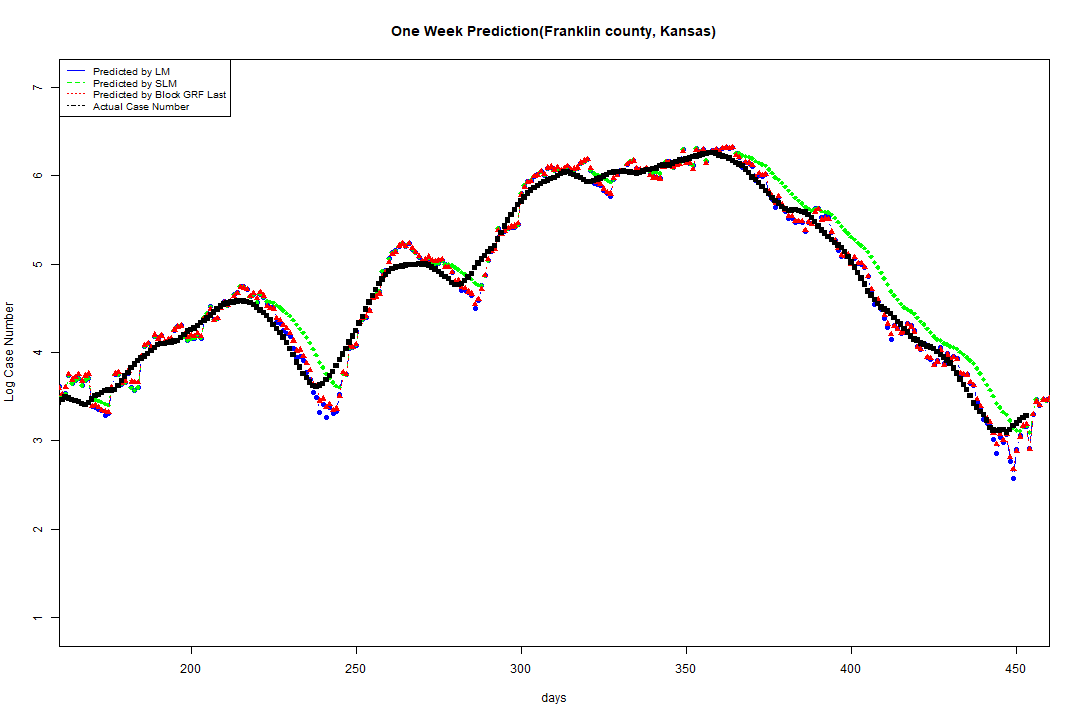 One Week Prediction(Franklin county, Kansas)
Predicted by LM
Predicted by SLM
Predicted by Block GRF Last
Actual Case Number
Log Case Number
7
6
5
4
3
2
1
200 250 300 350 400 450
days